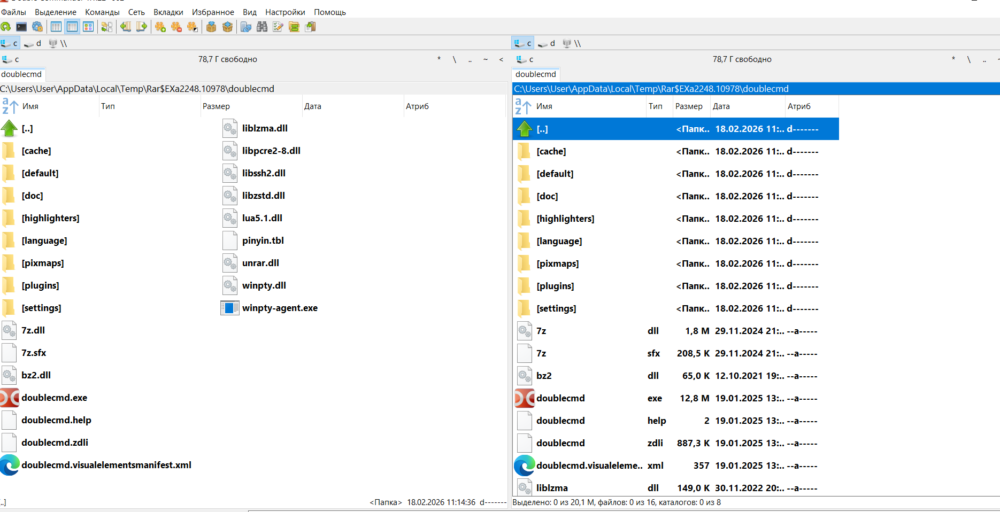 Файлы Выделение Команды Сеть Вкладки Избранное Вид Настройки Помощь
c d \\
c 78,7 Г свободно * \ .. ~ <
doublecmd
C:\Users\User\AppData\Local\Temp\Rar$EXa2248.10978\doublecmd
Имя Тип Размер Дата Атриб
[..]
[cache]
[default]
[doc]
[highlighters]
[language]
[pixmaps]
[plugins]
[settings]
7z.dll
7z.sfx
bz2.dll
doublecmd.exe
doublecmd.help
doublecmd.zdli
doublecmd.visualelementsmanifest.xml
liblzma.dll
libpcre2-8.dll
libssh2.dll
libzstd.dll
lua5.1.dll
pinyin.tbl
unrar.dll
winpty.dll
winpty-agent.exe
..] <Папка> 18.02.2026 11:14:36 d-------
c d \\
c 78,7 Г свободно * \ .. ~
doublecmd
C:\Users\User\AppData\Local\Temp\Rar$EXa2248.10978\doublecmd
Имя Тип Размер Дата Атриб
[..] <Папк.. 18.02.2026 11:.. d-------
[cache] <Папк.. 18.02.2026 11:.. d-------
[default] <Папк.. 18.02.2026 11:.. d-------
[doc] <Папк.. 18.02.2026 11:.. d-------
[highlighters] <Папк.. 18.02.2026 11:.. d-------
[language] <Папк.. 18.02.2026 11:.. d-------
[pixmaps] <Папк.. 18.02.2026 11:.. d-------
[plugins] <Папк.. 18.02.2026 11:.. d-------
[settings] <Папк.. 18.02.2026 11:.. d-------
7z dll 1,8 M 29.11.2024 21:.. --a-----
7z sfx 208,5 K 29.11.2024 21:.. --a-----
bz2 dll 65,0 K 12.10.2021 19:.. --a-----
doublecmd exe 12,8 M 19.01.2025 13:.. --a-----
doublecmd help 2 19.01.2025 13:.. --a-----
doublecmd zdli 887,3 K 19.01.2025 13:.. --a-----
doublecmd.visualeleme.. xml 357 19.01.2025 13:.. --a-----
liblzma dll 149,0 K 30.11.2022 20:.. --a-----
Выделено: 0 из 20,1 M, файлов: 0 из 16, каталогов: 0 из 8